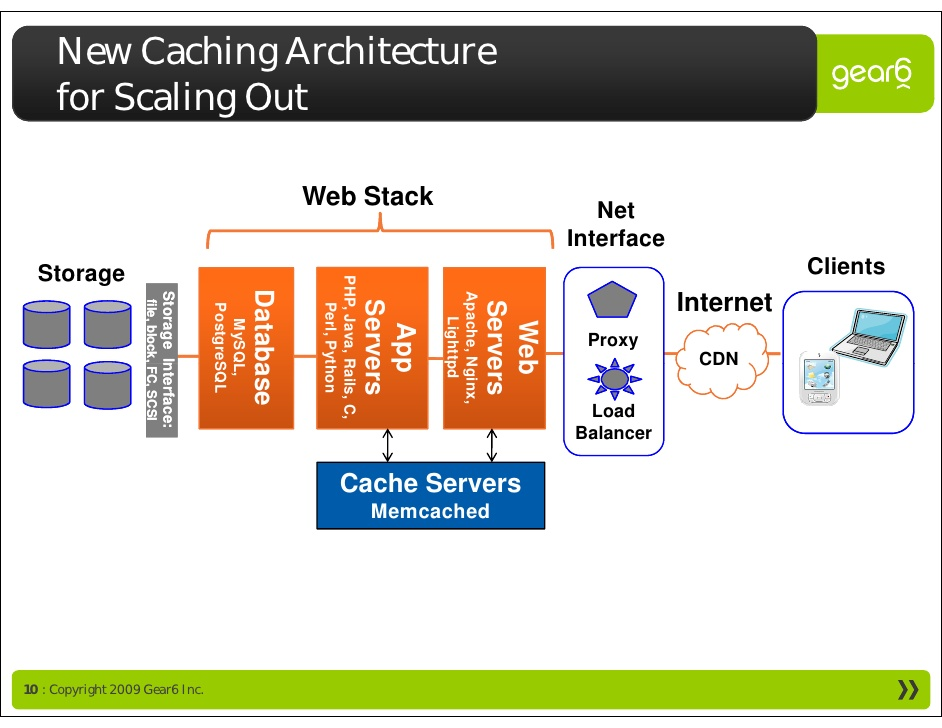 New Caching Architecture
for Scaling Out
gear6
Web Stack
Net
Interface
Storage
Clients
Storage Interface:
file, block, FC, SCSI
Database
MySQL,
PostgreSQL
App
Servers
PHP, Java, Rails, C,
Perl, Python
Web
Servers
Apache, Nginx,
Lighttpd
Proxy
Load
Balancer
Internet
CDN
Cache Servers
Memcached
10 : Copyright 2009 Gear6 Inc.